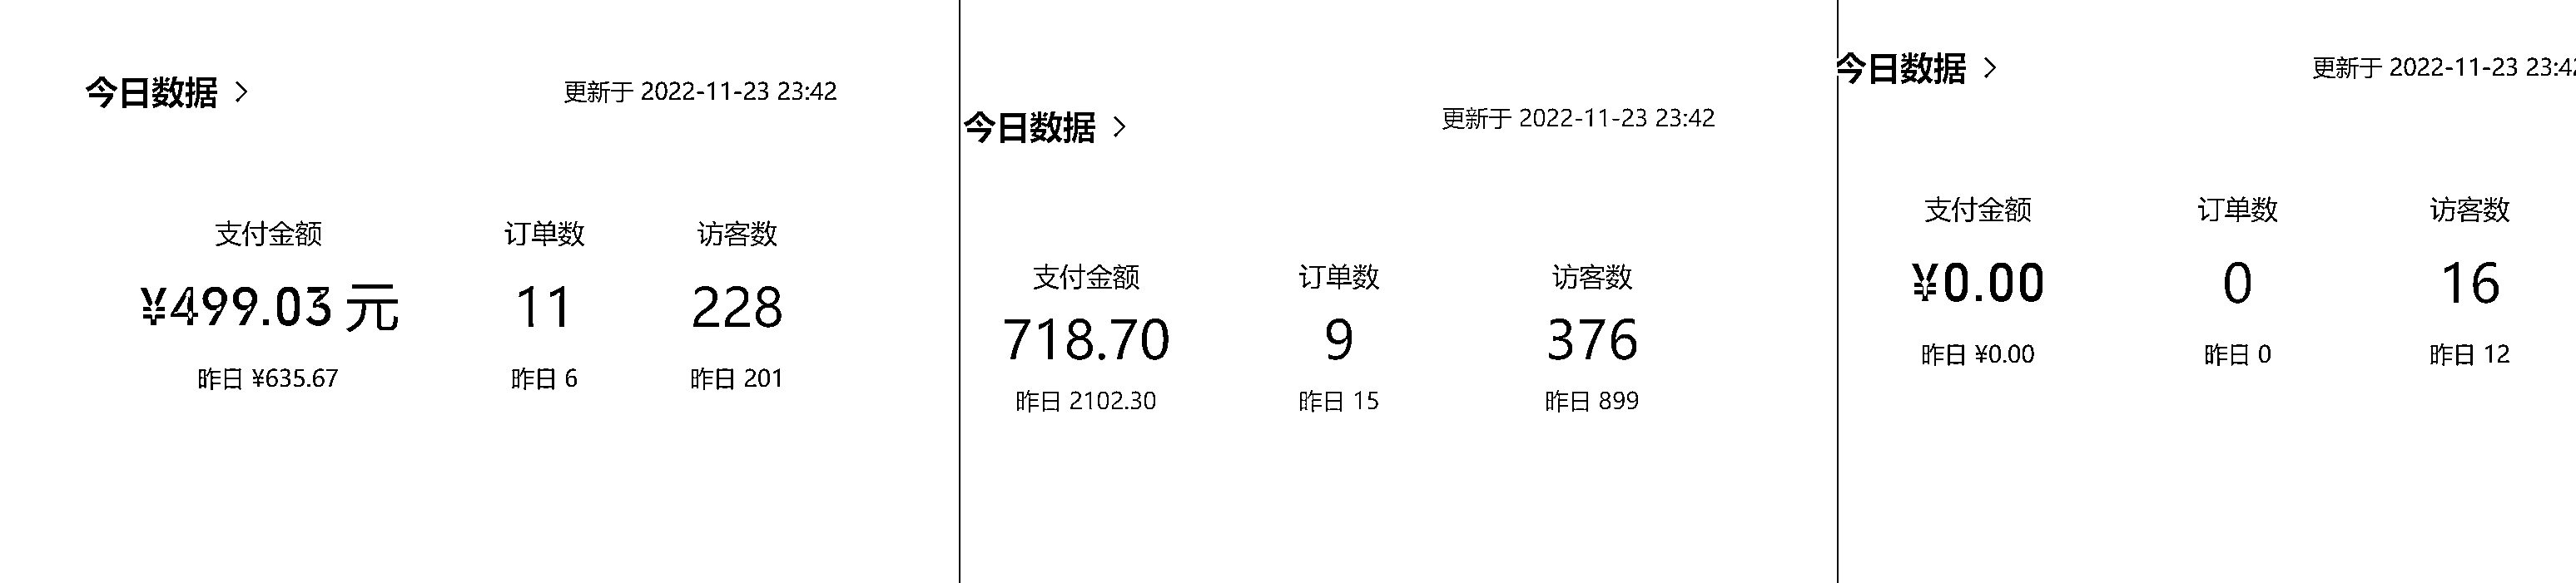 今日数据 >
更新于 2022-11-23 23:42
支付金额 订单数 访客数
¥499.03 元 11 228
昨日 ¥635.67 昨日 6 昨日 201
今日数据 >
更新于 2022-11-23 23:42
支付金额 订单数 访客数
718.70 9 376
昨日 2102.30 昨日 15 昨日 899
今日数据 >
更新于 2022-11-23 23:42
支付金额 订单数 访客数
¥0.00 0 16
昨日 ¥0.00 昨日 0 昨日 12